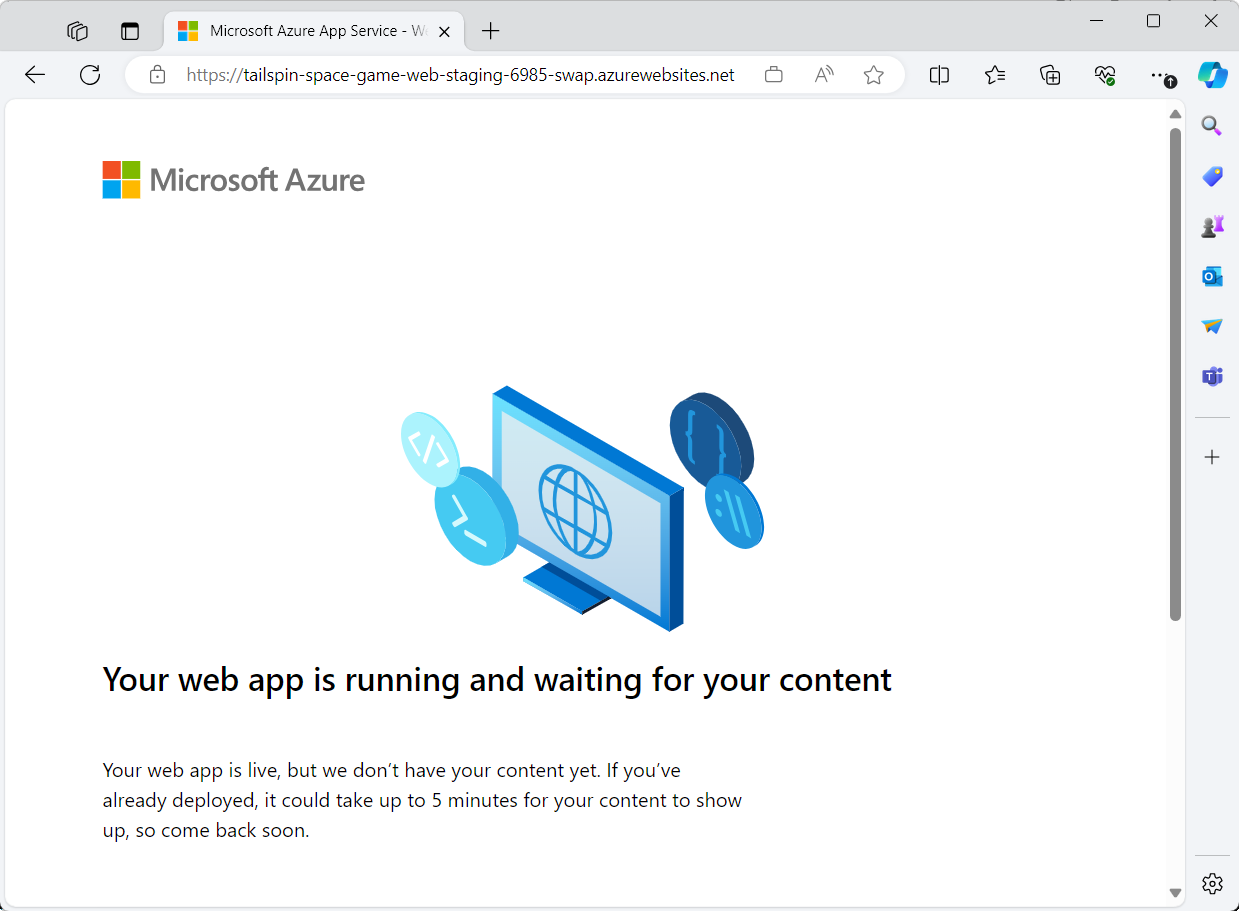 Microsoft Azure App Service - W
https://tailspin-space-game-web-staging-6985-swap.azurewebsites.net
Microsoft Azure
</>
{ }
>_
:\\
Your web app is running and waiting for your content
Your web app is live, but we don’t have your content yet. If you’ve
already deployed, it could take up to 5 minutes for your content to show
up, so come back soon.